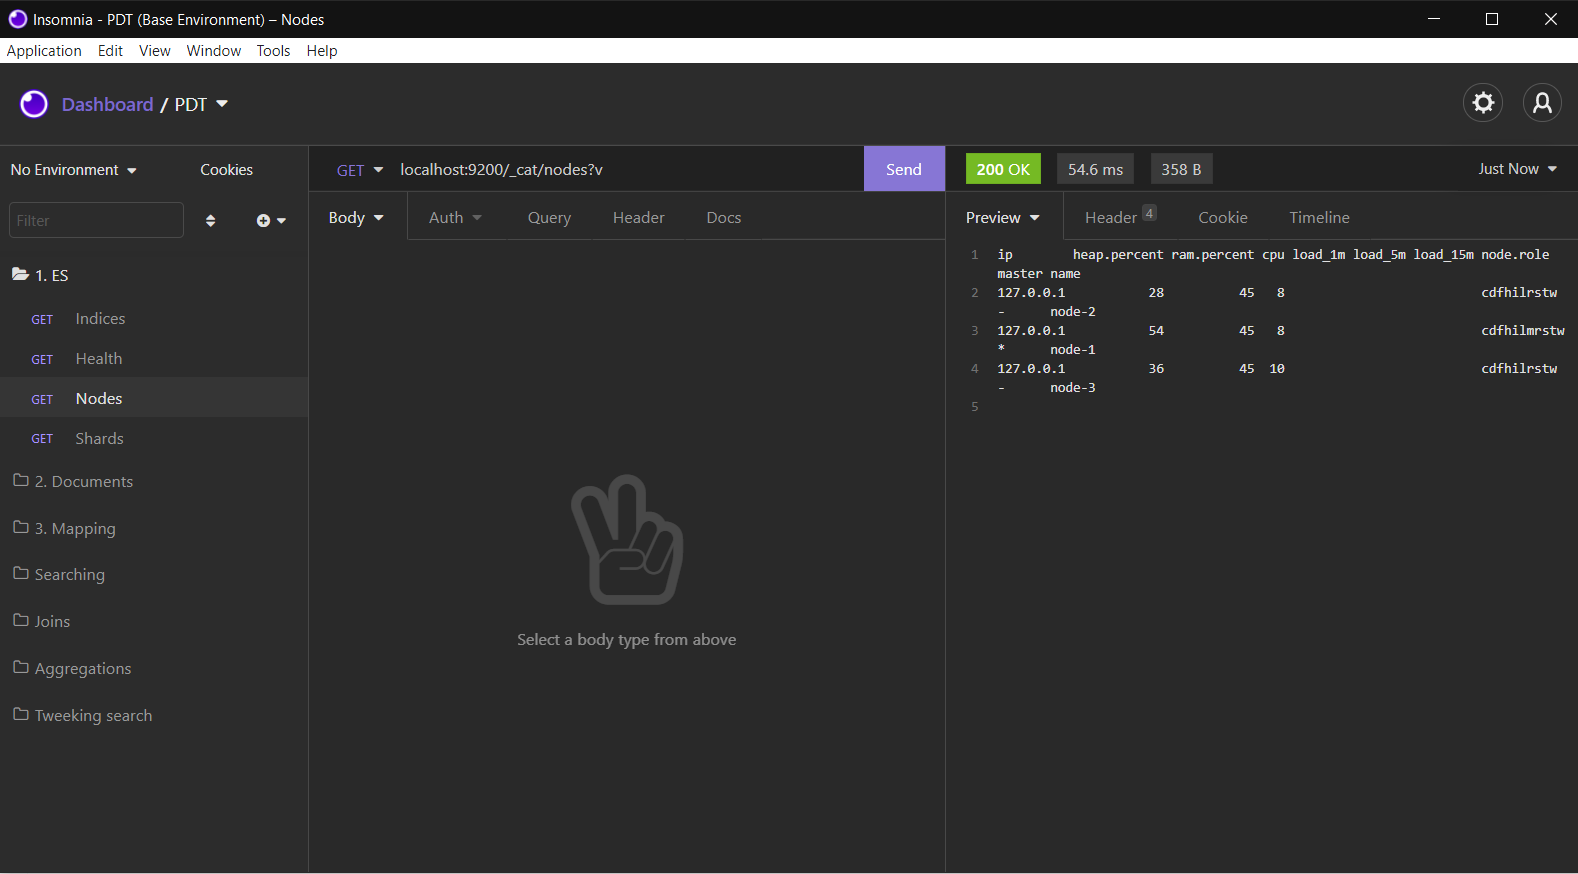 Insomnia - PDT (Base Environment) – Nodes
Application Edit View Window Tools Help
Dashboard / PDT
No Environment Cookies
Filter
1. ES
GET Indices
GET Health
GET Nodes
GET Shards
2. Documents
3. Mapping
Searching
Joins
Aggregations
Tweeking search
GET localhost:9200/_cat/nodes?v Send
Body Auth Query Header Docs
Select a body type from above
200 OK 54.6 ms 358 B Just Now
Preview Header 4 Cookie Timeline
1 ip heap.percent ram.percent cpu load_1m load_5m load_15m node.role
master name
2 127.0.0.1 28 45 8 cdfhilrstw
- node-2
3 127.0.0.1 54 45 8 cdfhilmrstw
* node-1
4 127.0.0.1 36 45 10 cdfhilrstw
- node-3
5